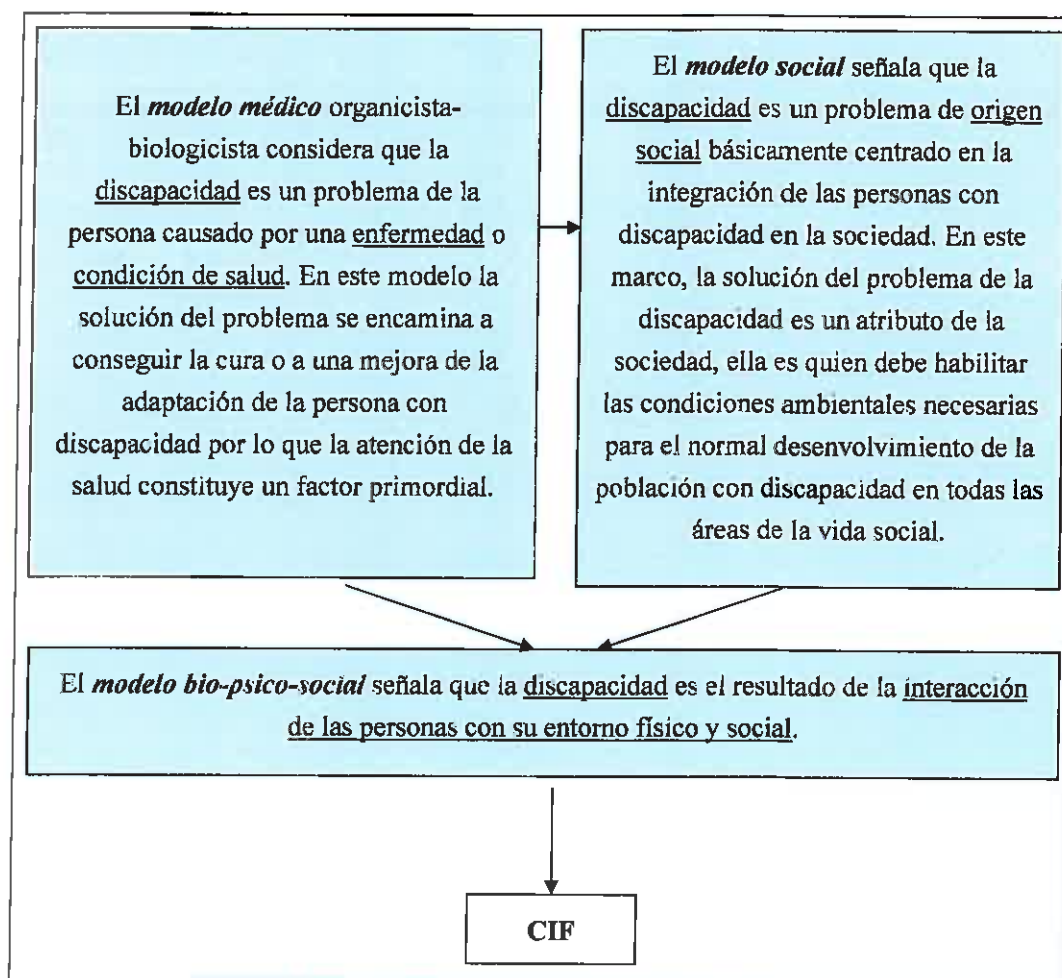 El modelo médico organicista-
biologicista considera que la
discapacidad es un problema de la
persona causado por una enfermedad o
condición de salud. En este modelo la
solución del problema se encamina a
conseguir la cura o a una mejora de la
adaptación de la persona con
discapacidad por lo que la atención de la
salud constituye un factor primordial.
El modelo social señala que la
discapacidad es un problema de origen
social básicamente centrado en la
integración de las personas con
discapacidad en la sociedad. En este
marco, la solución del problema de la
discapacidad es un atributo de la
sociedad, ella es quien debe habilitar
las condiciones ambientales necesarias
para el normal desenvolvimiento de la
población con discapacidad en todas las
áreas de la vida social.
El modelo bio-psico-social señala que la discapacidad es el resultado de la interacción
de las personas con su entorno físico y social.
CIF